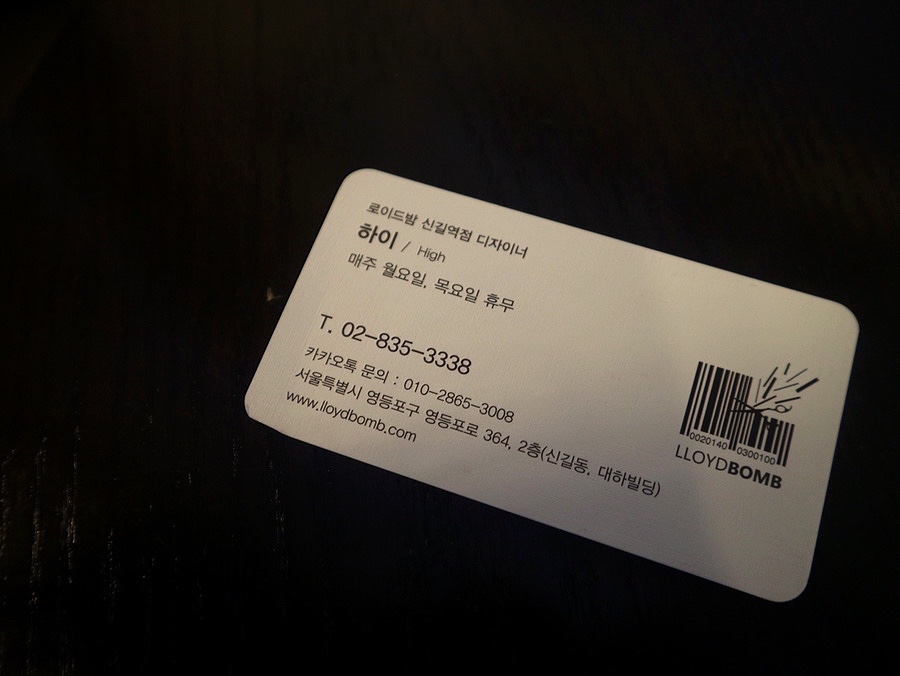 로이드밤 신길역점 디자이너
하이 / High
매주 월요일, 목요일 휴무
T. 02-835-3338
카카오톡 문의 : 010-2865-3008
서울특별시 영등포구 영등포로 364, 2층(신길동, 대하빌딩)
www.lloydbomb.com
0020140 0300100
LLOYDBOMB